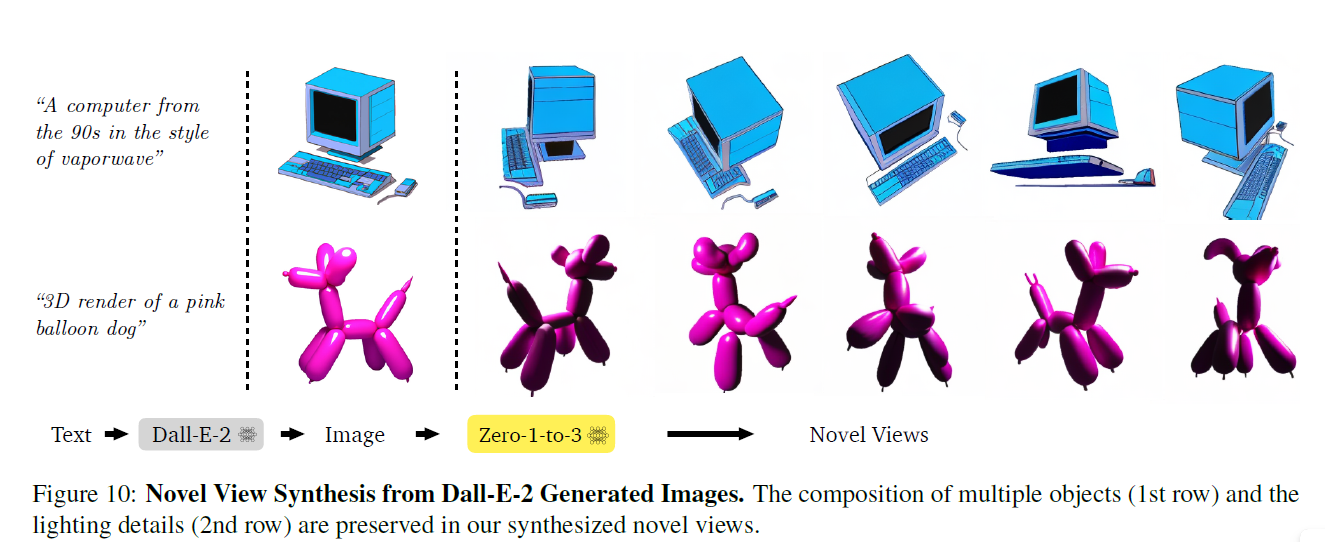 “A computer from
the 90s in the style
of vaporwave”
“3D render of a pink
balloon dog”
Text Dall-E-2 Image Zero-1-to-3 Novel Views
Figure 10: Novel View Synthesis from Dall-E-2 Generated Images. The composition of multiple objects (1st row) and the
lighting details (2nd row) are preserved in our synthesized novel views.